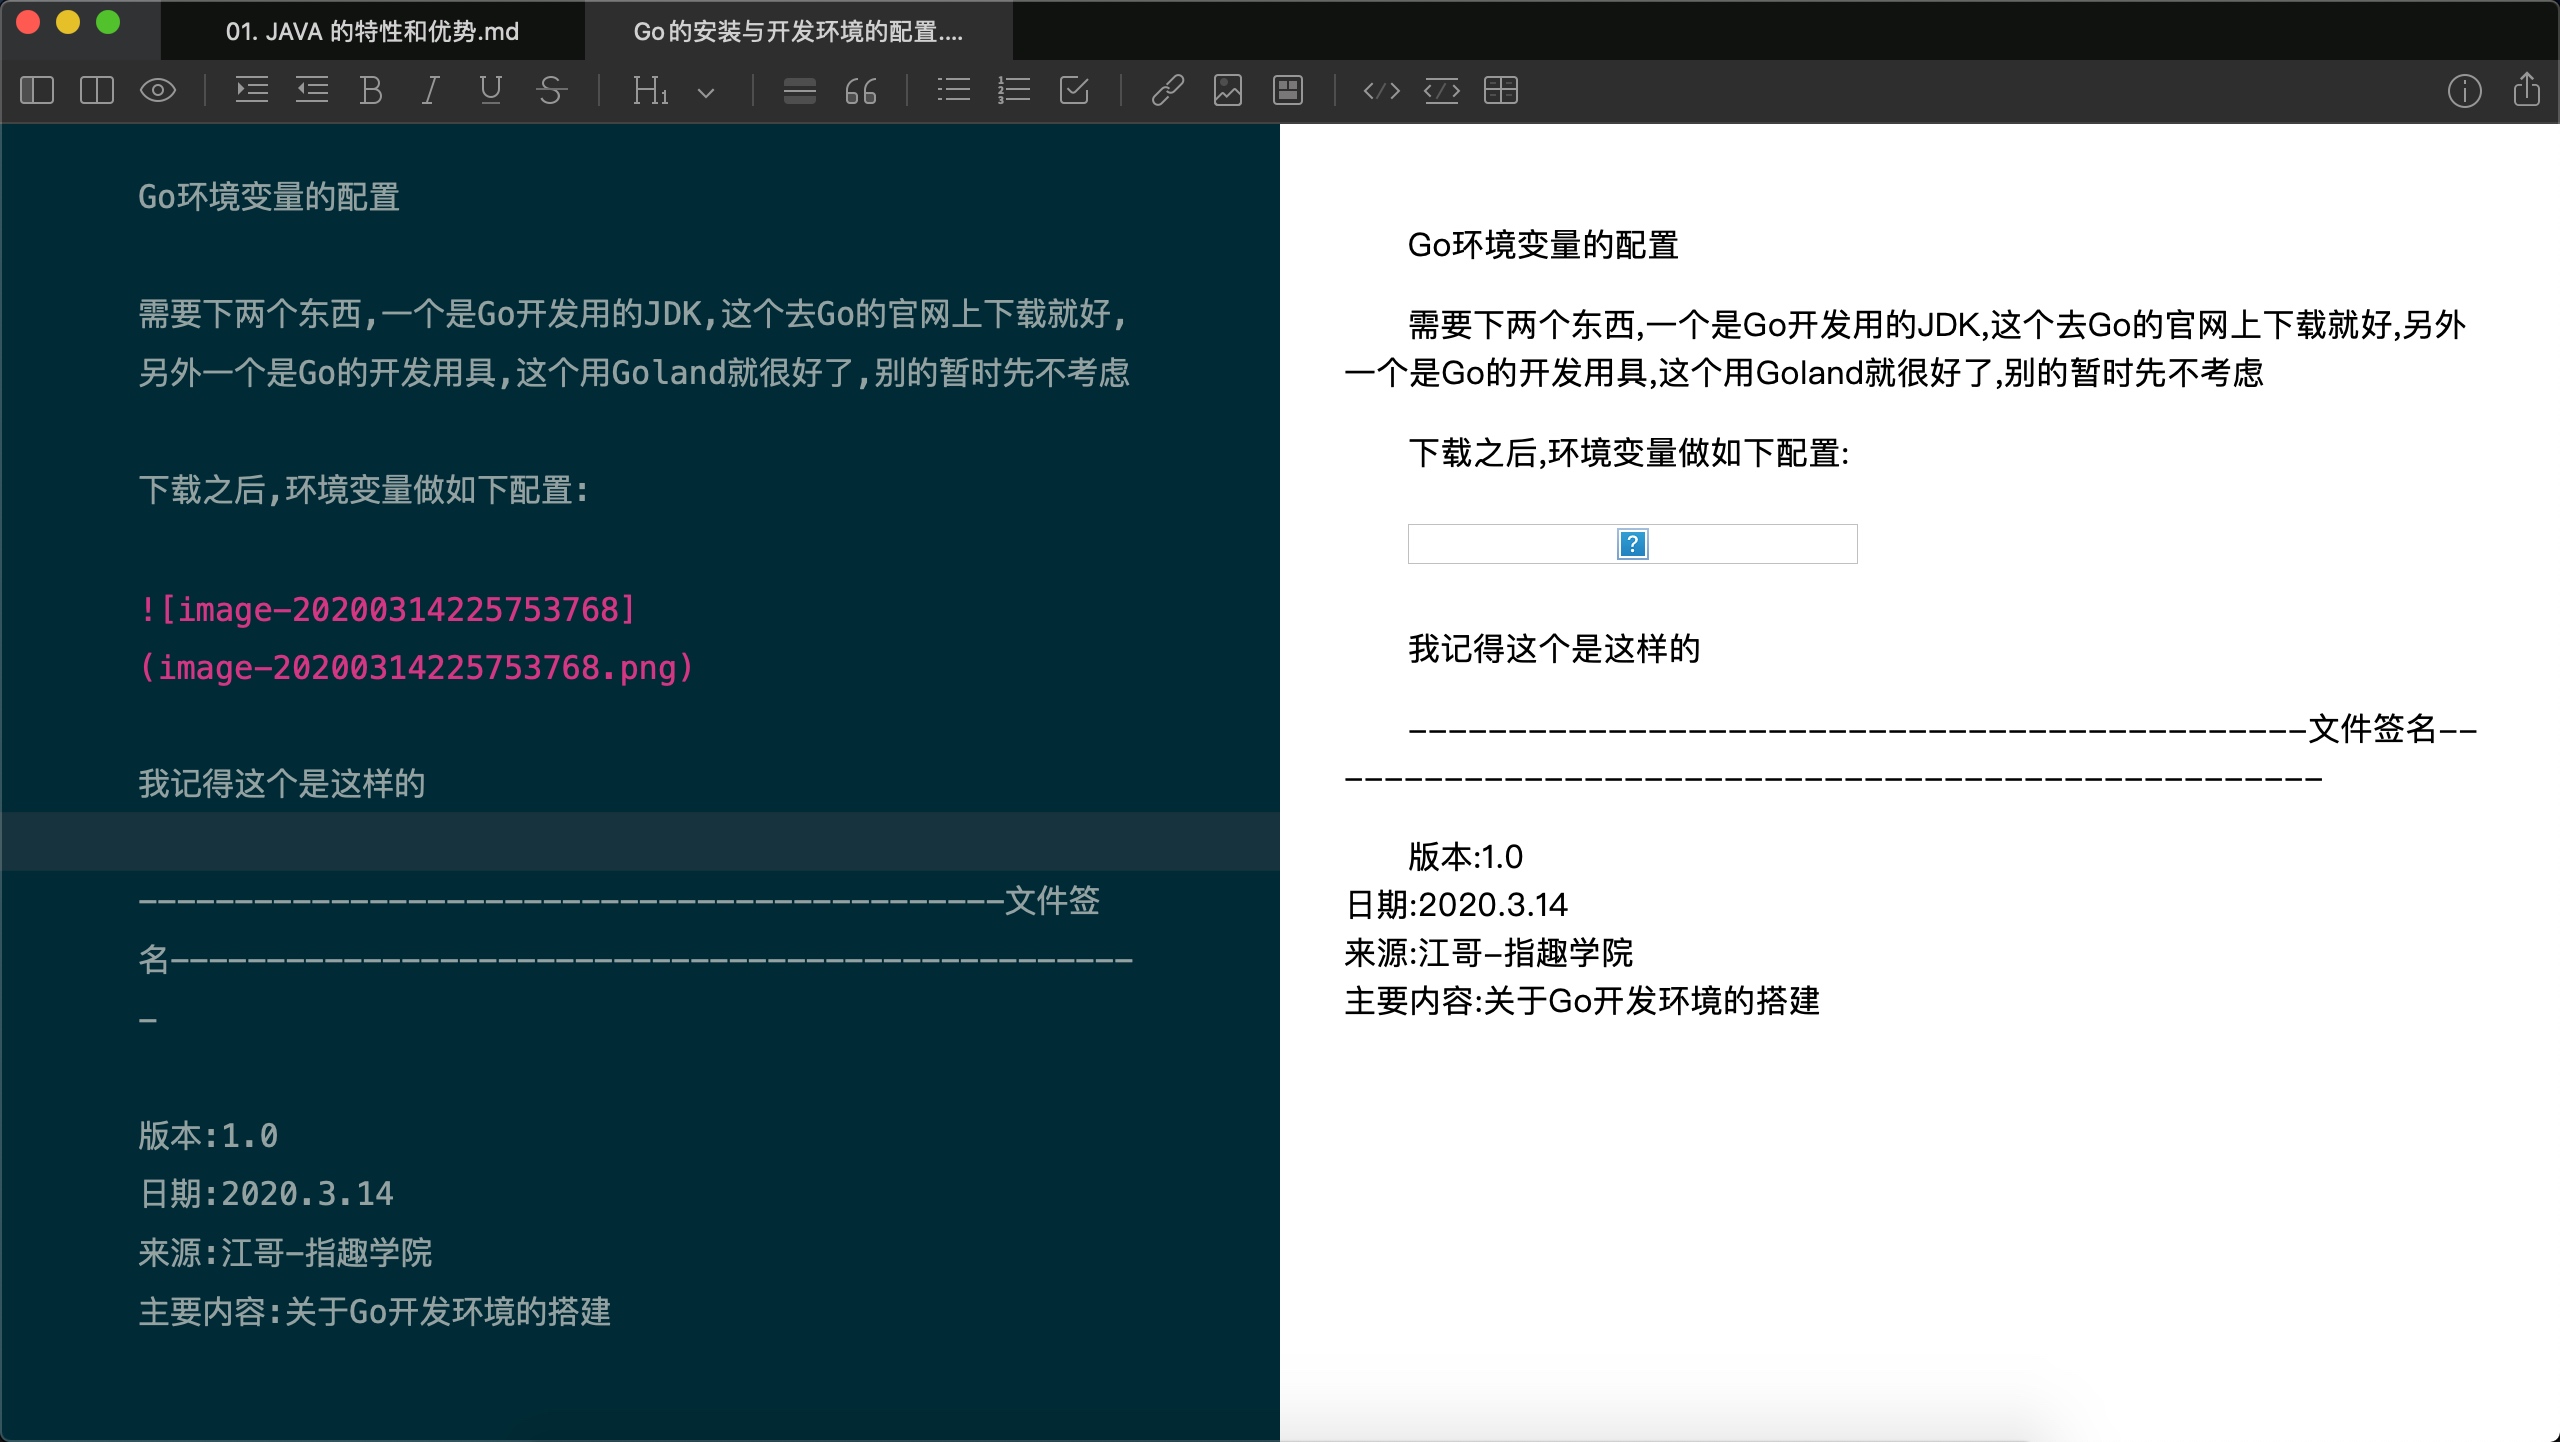 01. JAVA 的特性和优势.md
Go的安装与开发环境的配置....
Go环境变量的配置
需要下两个东西,一个是Go开发用的JDK,这个去Go的官网上下载就好,
另外一个是Go的开发用具,这个用Goland就很好了,别的暂时先不考虑
下载之后,环境变量做如下配置:
![image-20200314225753768]
(image-20200314225753768.png)
我记得这个是这样的
---------------------------------------------文件签
名--------------------------------------------------
-
版本:1.0
日期:2020.3.14
来源:江哥-指趣学院
主要内容:关于Go开发环境的搭建
Go环境变量的配置
需要下两个东西,一个是Go开发用的JDK,这个去Go的官网上下载就好,另外
一个是Go的开发用具,这个用Goland就很好了,别的暂时先不考虑
下载之后,环境变量做如下配置:
我记得这个是这样的
---------------------------------------------文件签名--
-------------------------------------------------
版本:1.0
日期:2020.3.14
来源:江哥-指趣学院
主要内容:关于Go开发环境的搭建